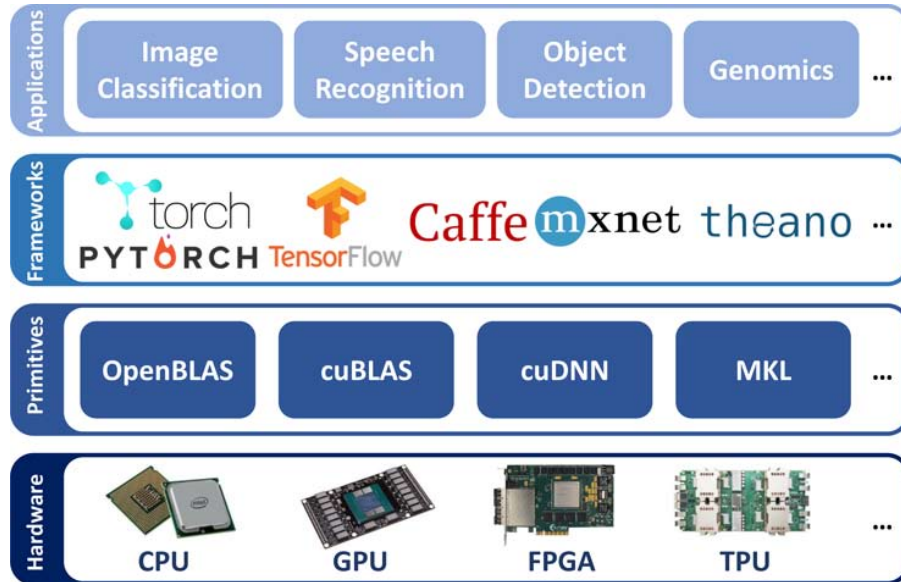 Applications
Image
Classification
Speech
Recognition
Object
Detection
Genomics
...
Frameworks
torch
PYTORCH
TensorFlow
Caffe
mxnet
theano
...
Primitives
OpenBLAS
cuBLAS
cuDNN
MKL
...
Hardware
CPU
GPU
FPGA
TPU
...